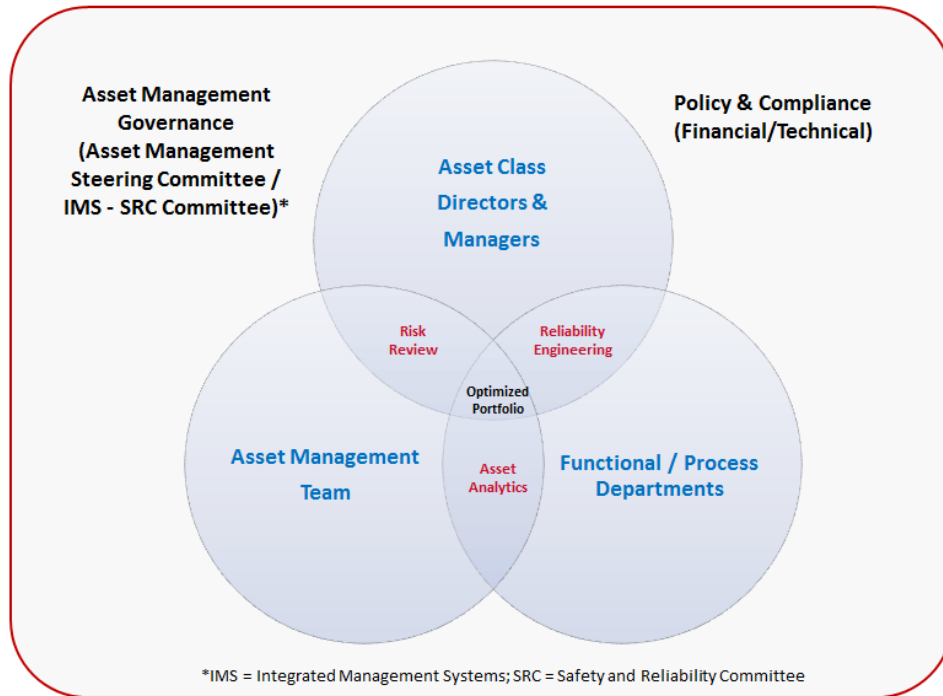 Asset Management
Governance
(Asset Management
Steering Committee /
IMS - SRC Committee)*
Policy & Compliance
(Financial/Technical)
Asset Class
Directors &
Managers
Risk
Review
Reliability
Engineering
Optimized
Portfolio
Asset Management
Team
Asset
Analytics
Functional / Process
Departments
*IMS = Integrated Management Systems; SRC = Safety and Reliability Committee